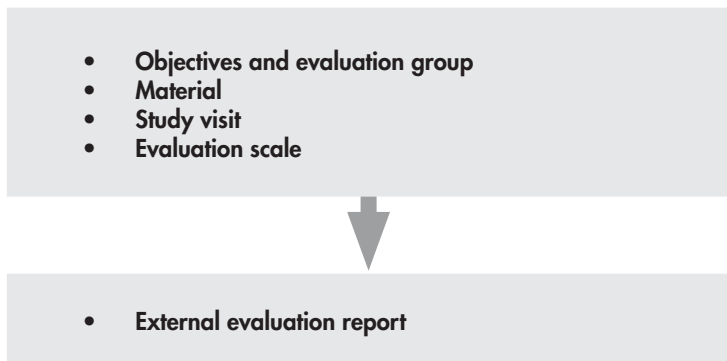 • Objectives and evaluation group
• Material
• Study visit
• Evaluation scale
• External evaluation report